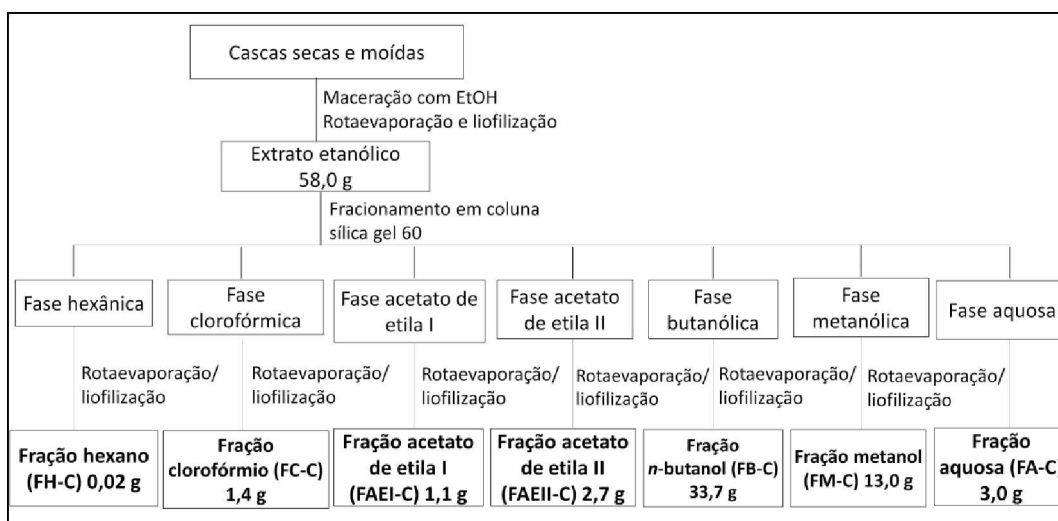 Cascas secas e moídas
Maceração com EtOH
Rotaevaporação e liofilização
Extrato etanólico
58,0 g
Fracionamento em coluna
sílica gel 60
Fase hexânica
Fase
clorofórmica
Fase acetato de
etila I
Fase acetato
de etila II
Fase
butanólica
Fase
metanólica
Fase aquosa
Rotaevaporação/
liofilização
Rotaevaporação/
liofilização
Rotaevaporação/
liofilização
Rotaevaporação/
liofilização
Rotaevaporação/
liofilização
Rotaevaporação/
liofilização
Fração hexano
(FH-C) 0,02 g
Fração
clorofórmio (FC-C)
1,4 g
Fração acetato
de etila I
(FAEI-C) 1,1 g
Fração acetato
de etila II
(FAEII-C) 2,7 g
Fração
n-butanol (FB-C)
33,7 g
Fração metanol
(FM-C) 13,0 g
Fração
aquosa (FA-C)
3,0 g